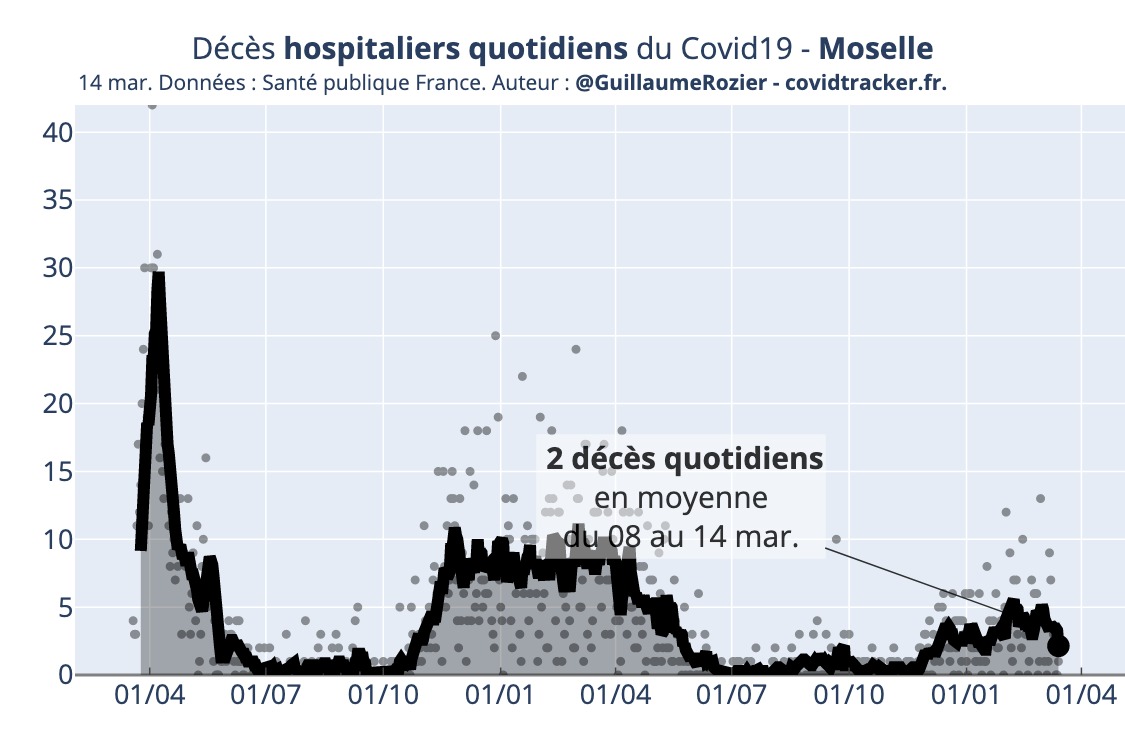 Décès hospitaliers quotidiens du Covid19 - Moselle
14 mar. Données : Santé publique France. Auteur : @GuillaumeRozier - covidtracker.fr.
40
35
30
25
20
15
10
5
0
2 décès quotidiens
en moyenne
du 08 au 14 mar.
01/04 01/07 01/10 01/01 01/04 01/07 01/10 01/01 01/04